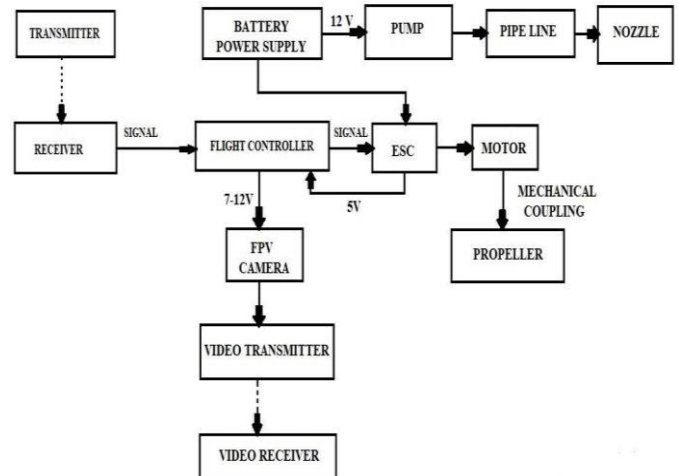 TRANSMITTER
BATTERY
POWER SUPPLY
12 V
PUMP
PIPE LINE
NOZZLE
RECEIVER
SIGNAL
FLIGHT CONTROLLER
SIGNAL
ESC
MOTOR
5V
MECHANICAL
COUPLING
7-12V
FPV
CAMERA
PROPELLER
VIDEO TRANSMITTER
VIDEO RECEIVER